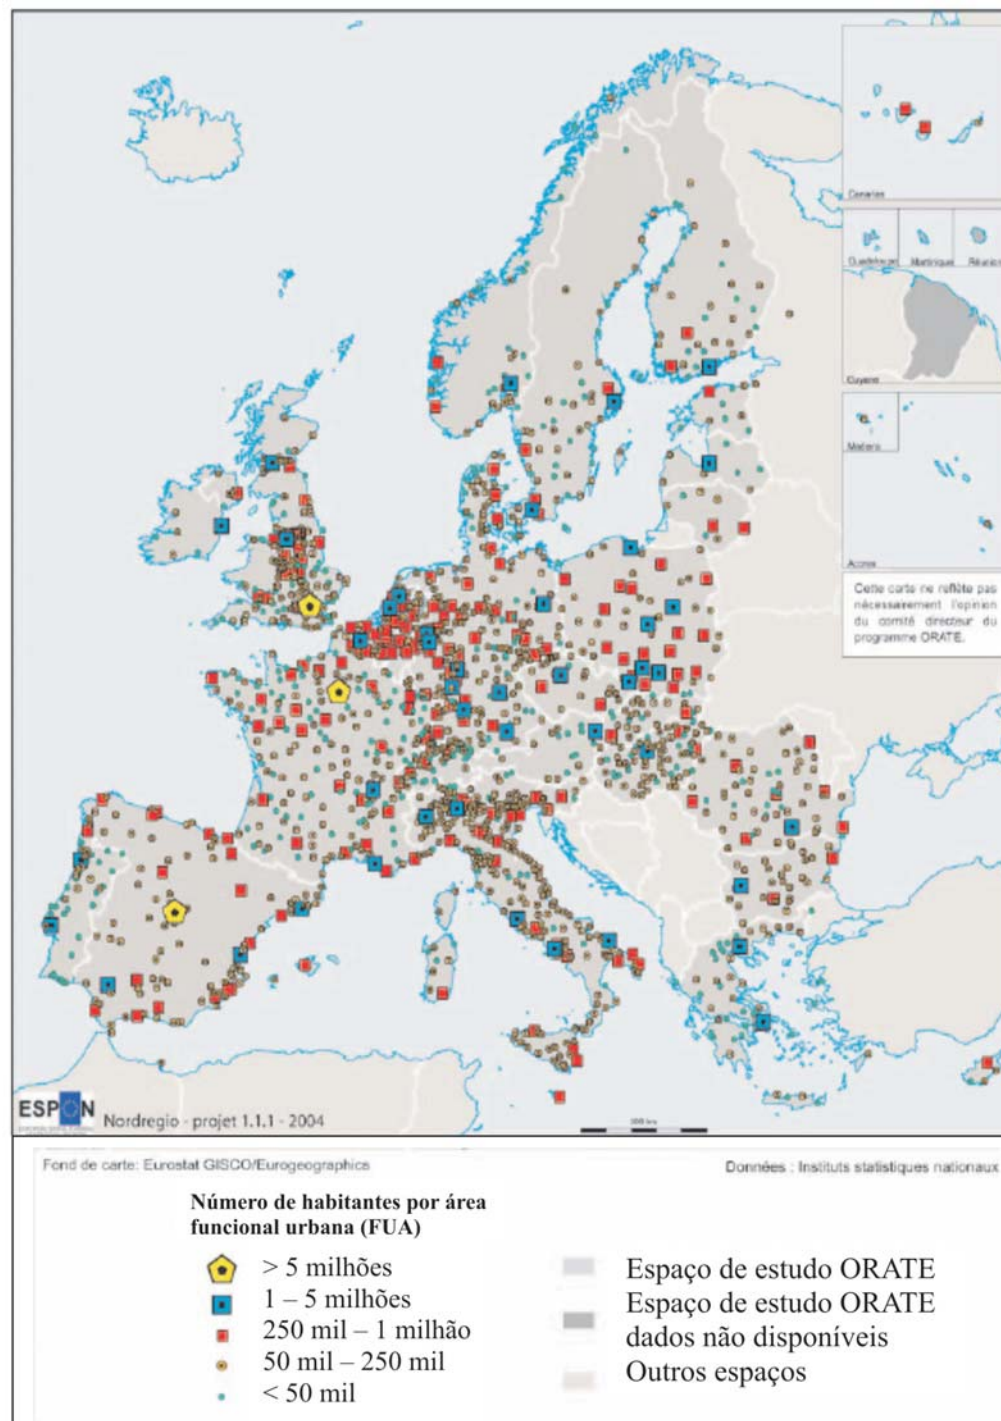 Canaries
Guadeloupe
Martinique
Réunion
Guyane
Madeira
Acores
Cette carte ne reflète pas
nécessairement l'opinion
du comité directeur du
programme ORATE.
ESPON
Nordregio - projet 1.1.1 - 2004
Fond de carte: Eurostat GISCO/Eurogeographics
Données : Instituts statistiques nationaux
Número de habitantes por área
funcional urbana (FUA)
> 5 milhões
1 – 5 milhões
250 mil – 1 milhão
50 mil – 250 mil
< 50 mil
Espaço de estudo ORATE
Espaço de estudo ORATE
dados não disponíveis
Outros espaços